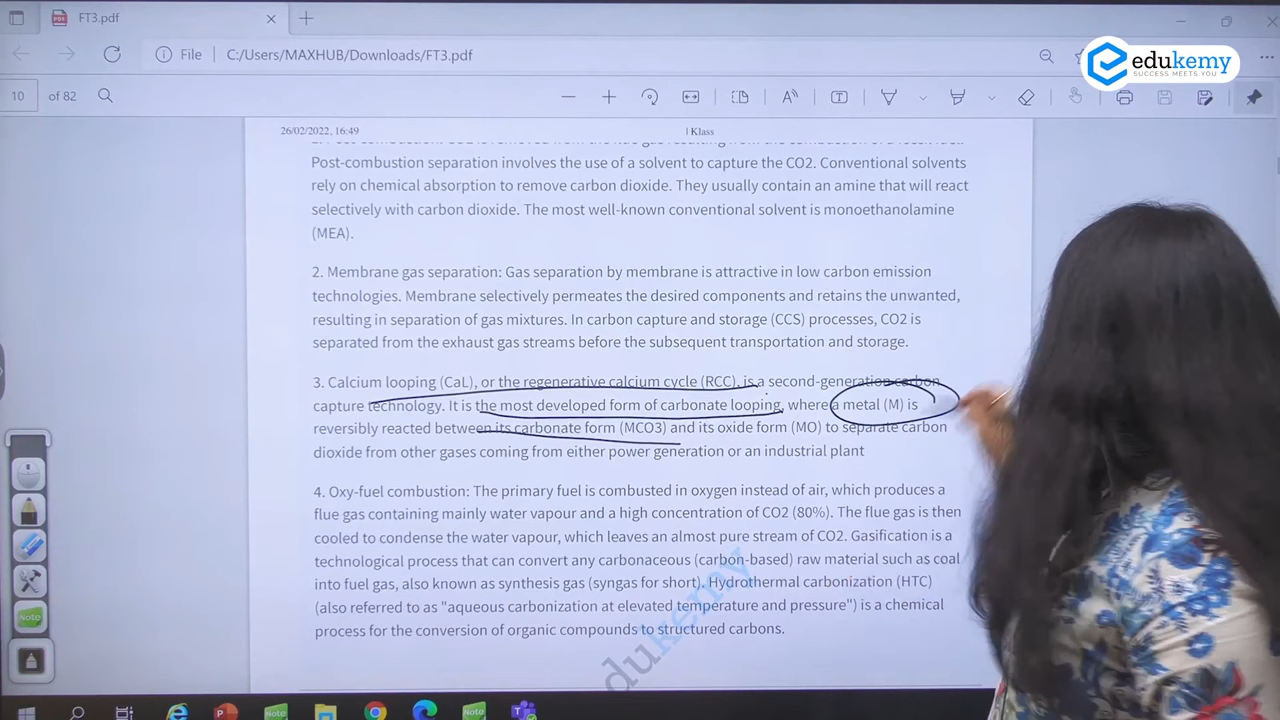 FT3.pdf
File C:/Users/MAXHUB/Downloads/FT3.pdf
edukemy
SUCCESS MEETS YOU
10 of 82
26/02/2022, 16:49 | Klass
Post-combustion separation involves the use of a solvent to capture the CO2. Conventional solvents
rely on chemical absorption to remove carbon dioxide. They usually contain an amine that will react
selectively with carbon dioxide. The most well-known conventional solvent is monoethanolamine
(MEA).
2. Membrane gas separation: Gas separation by membrane is attractive in low carbon emission
technologies. Membrane selectively permeates the desired components and retains the unwanted,
resulting in separation of gas mixtures. In carbon capture and storage (CCS) processes, CO2 is
separated from the exhaust gas streams before the subsequent transportation and storage.
3. Calcium looping (CaL), or the regenerative calcium cycle (RCC), is a second-generation carbon
capture technology. It is the most developed form of carbonate looping, where a metal (M) is
reversibly reacted between its carbonate form (MCO3) and its oxide form (MO) to separate carbon
dioxide from other gases coming from either power generation or an industrial plant
4. Oxy-fuel combustion: The primary fuel is combusted in oxygen instead of air, which produces a
flue gas containing mainly water vapour and a high concentration of CO2 (80%). The flue gas is then
cooled to condense the water vapour, which leaves an almost pure stream of CO2. Gasification is a
technological process that can convert any carbonaceous (carbon-based) raw material such as coal
into fuel gas, also known as synthesis gas (syngas for short). Hydrothermal carbonization (HTC)
(also referred to as "aqueous carbonization at elevated temperature and pressure") is a chemical
process for the conversion of organic compounds to structured carbons.
dukemy
Note